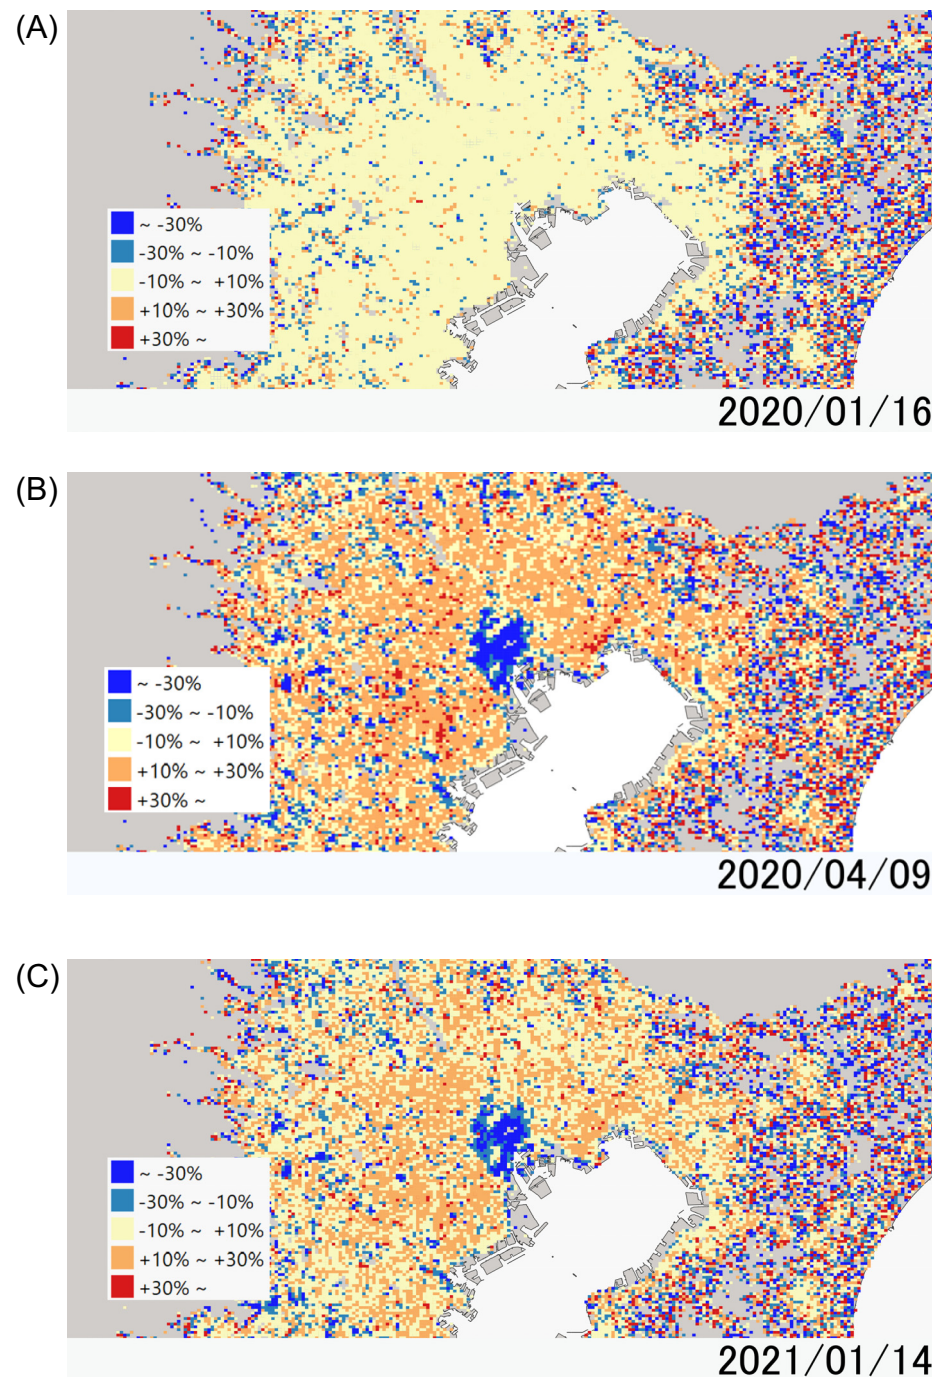 (A)
~ -30%
-30% ~ -10%
-10% ~ +10%
+10% ~ +30%
+30% ~
2020/01/16
(B)
~ -30%
-30% ~ -10%
-10% ~ +10%
+10% ~ +30%
+30% ~
2020/04/09
(C)
~ -30%
-30% ~ -10%
-10% ~ +10%
+10% ~ +30%
+30% ~
2021/01/14